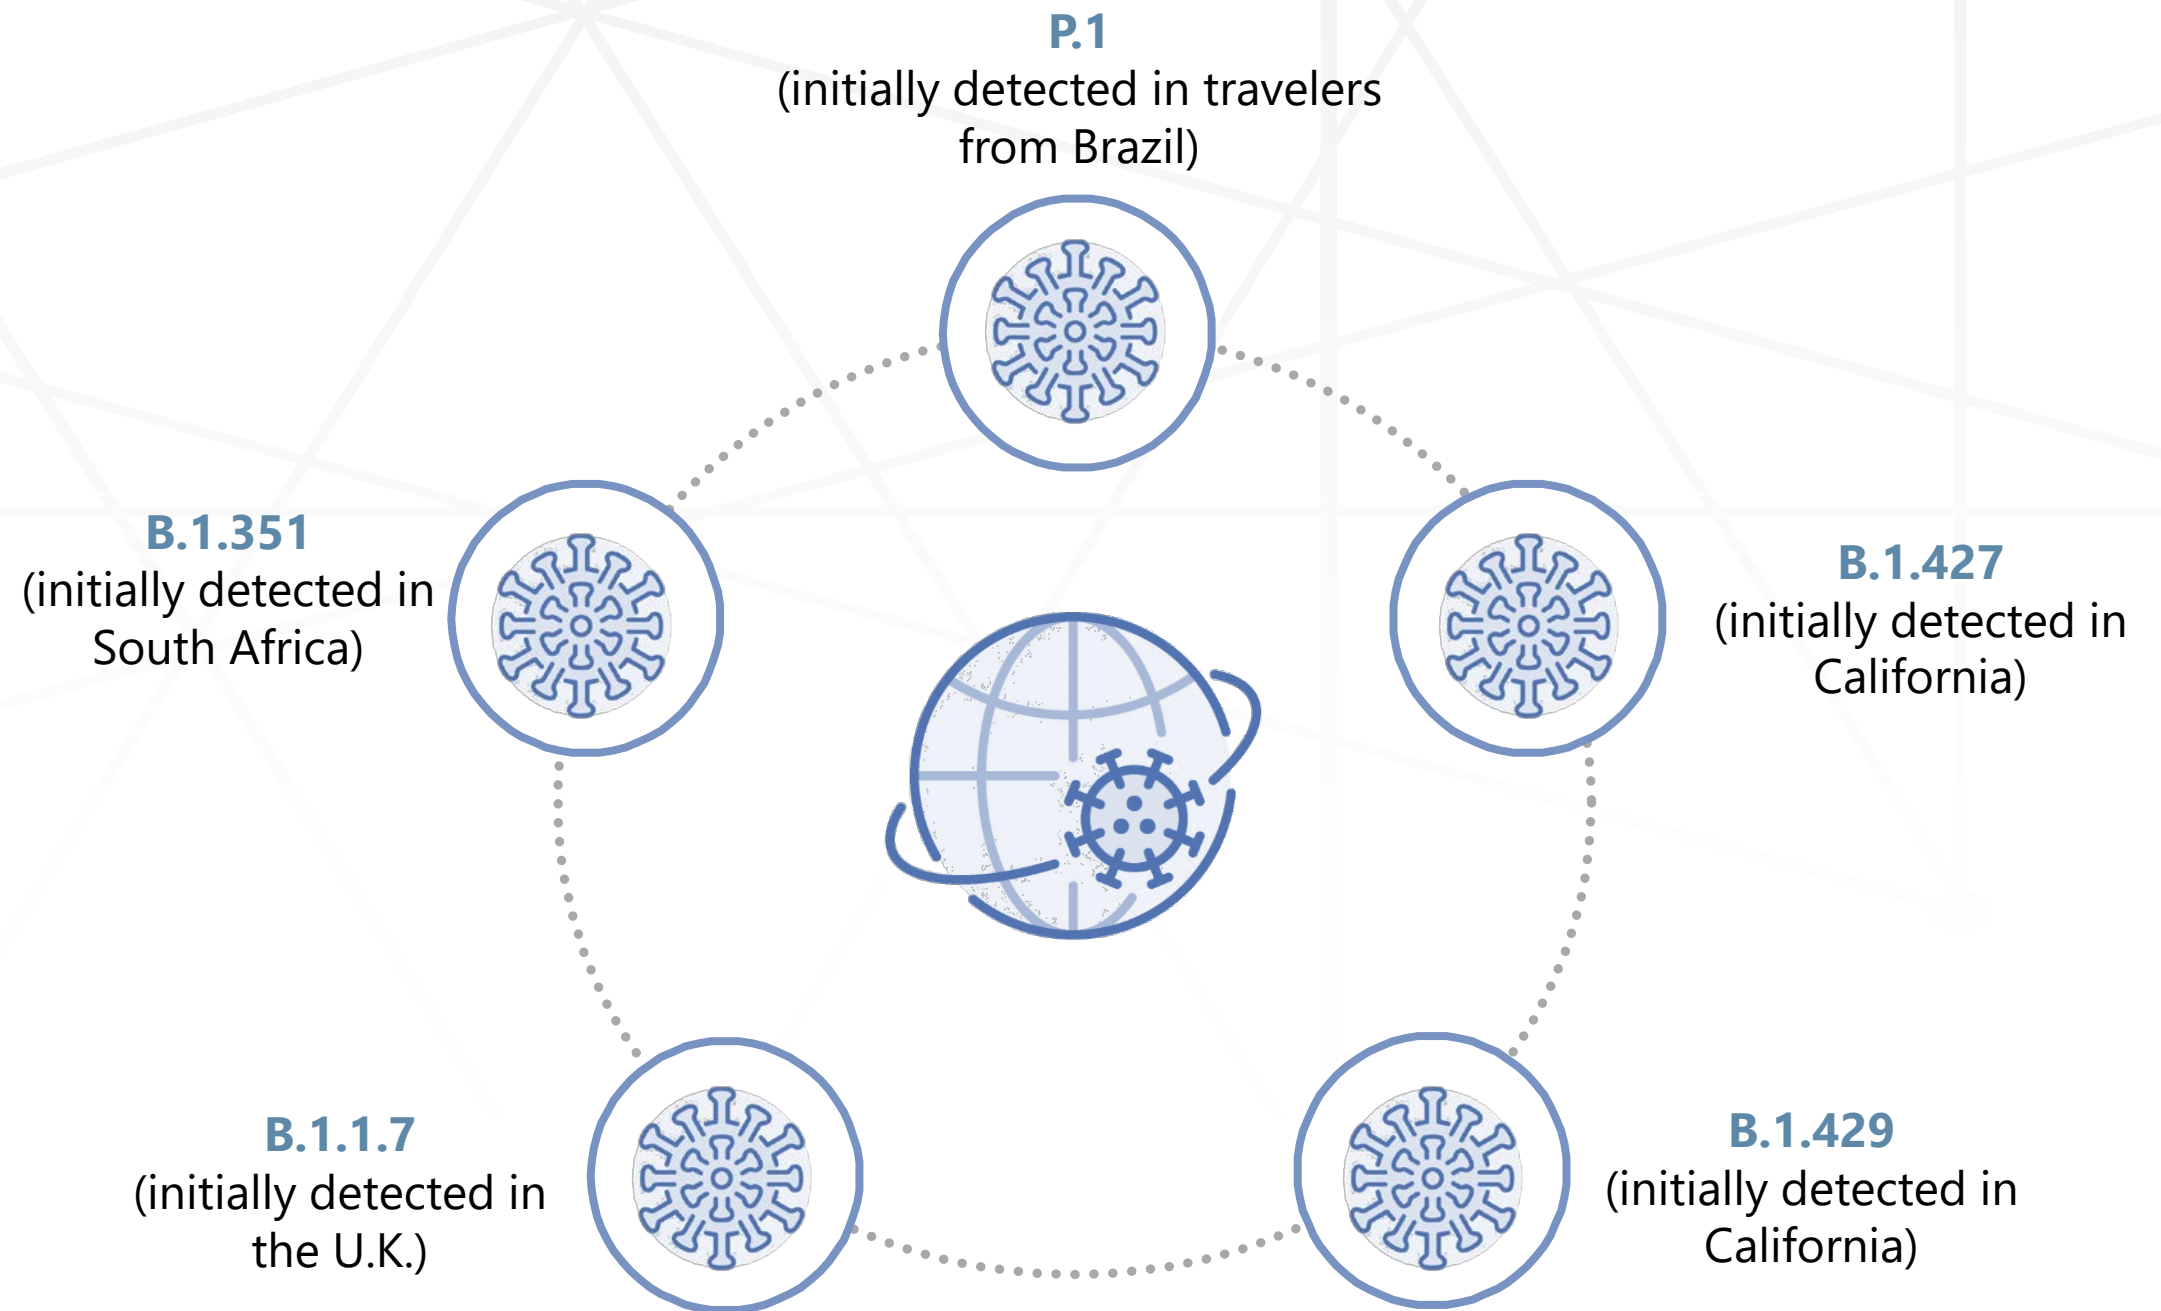 P.1
(initially detected in travelers
from Brazil)
B.1.351
(initially detected in
South Africa)
B.1.427
(initially detected in
California)
B.1.1.7
(initially detected in
the U.K.)
B.1.429
(initially detected in
California)